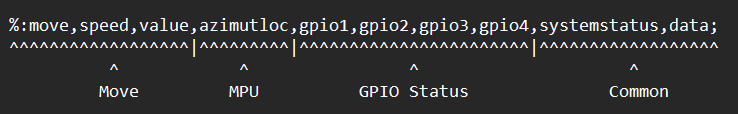 %:move,speed,value,azimutloc,gpio1,gpio2,gpio3,gpio4,systemstatus,data;
^^^^^^^^^^^^^^^^^^|^^^^^^^^^|^^^^^^^^^^^^^^^^^^^^^^^|^^^^^^^^^^^^^^^^^^
^ ^ ^ ^
Move MPU GPIO Status Common